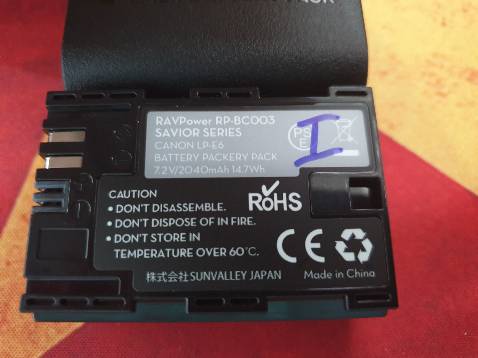 RAVPower RP-BC003
SAVIOR SERIES
CANON LP-E6
BATTERY PACKERY PACK
7.2V/2040mAh 14.7Wh
PS
E
I
RoHS
CAUTION
• DON'T DISASSEMBLE.
• DON'T DISPOSE OF IN FIRE.
• DON'T STORE IN
TEMPERATURE OVER 60℃.
CE
株式会社SUNVALLEY JAPAN
Made in China